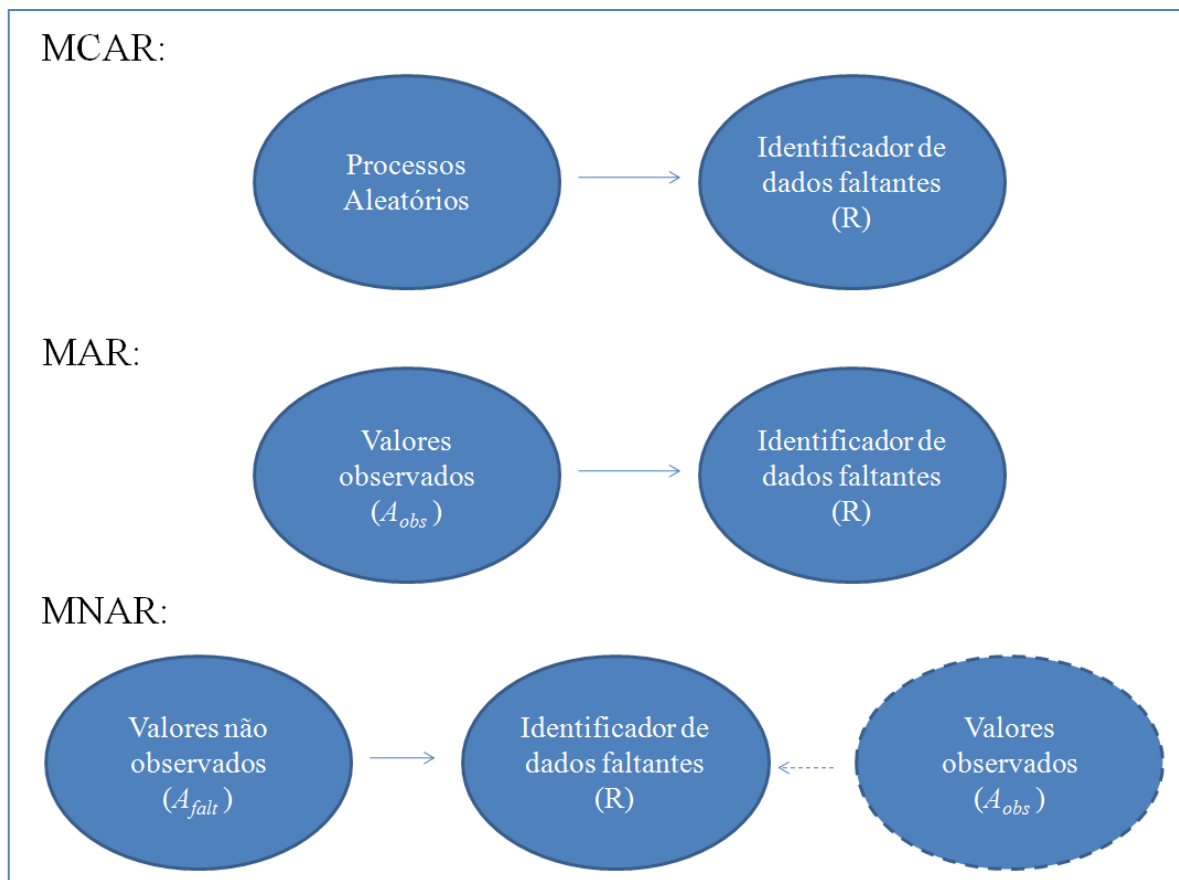 MCAR:
Processos
Aleatórios
Identificador de
dados faltantes
(R)
MAR:
Valores
observados
(A_obs )
Identificador de
dados faltantes
(R)
MNAR:
Valores não
observados
(A_falt )
Identificador de
dados faltantes
(R)
Valores
observados
(A_obs )